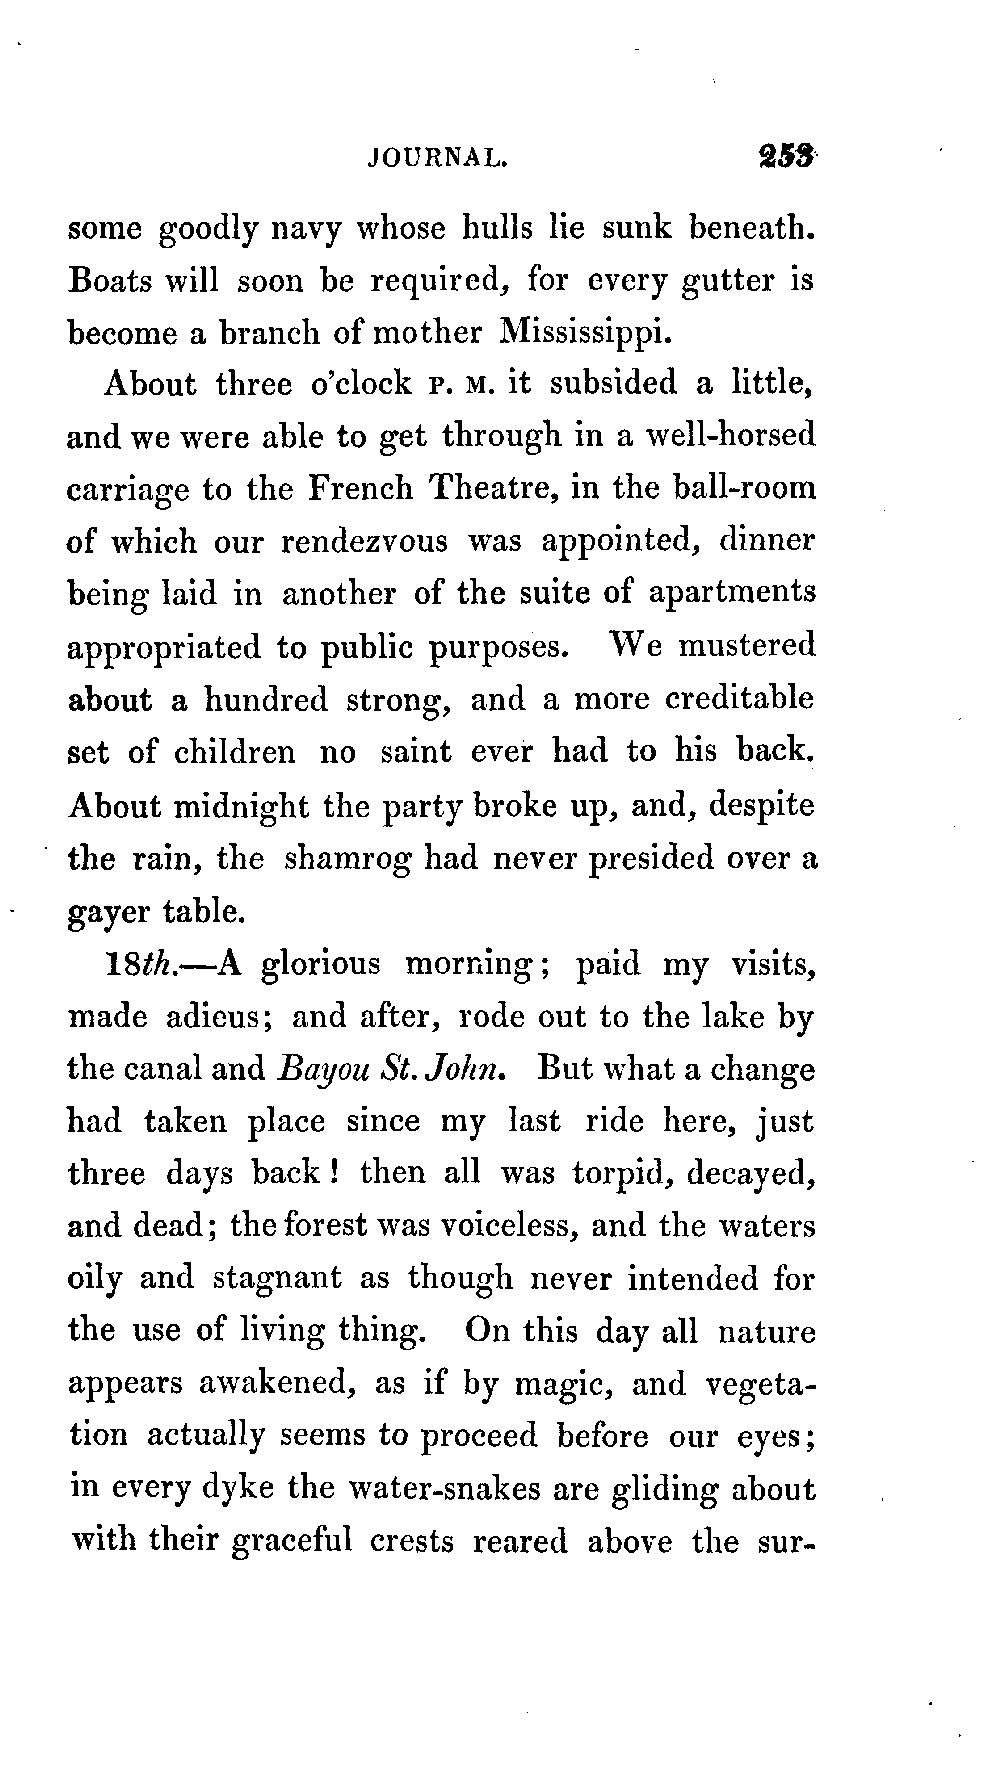 JOURNAL. 253
some goodly navy whose hulls lie sunk beneath.
Boats will soon be required, for every gutter is
become a branch of mother Mississippi.
About three o'clock P. M. it subsided a little,
and we were able to get through in a well-horsed
carriage to the French Theatre, in the ball-room
of which our rendezvous was appointed, dinner
being laid in another of the suite of apartments
appropriated to public purposes. We mustered
about a hundred strong, and a more creditable
set of children no saint ever had to his back.
About midnight the party broke up, and, despite
the rain, the shamrog had never presided over a
gayer table.
18th.—A glorious morning; paid my visits,
made adieus; and after, rode out to the lake by
the canal and Bayou St. John. But what a change
had taken place since my last ride here, just
three days back! then all was torpid, decayed,
and dead; the forest was voiceless, and the waters
oily and stagnant as though never intended for
the use of living thing. On this day all nature
appears awakened, as if by magic, and vegeta-
tion actually seems to proceed before our eyes;
in every dyke the water-snakes are gliding about
with their graceful crests reared above the sur-